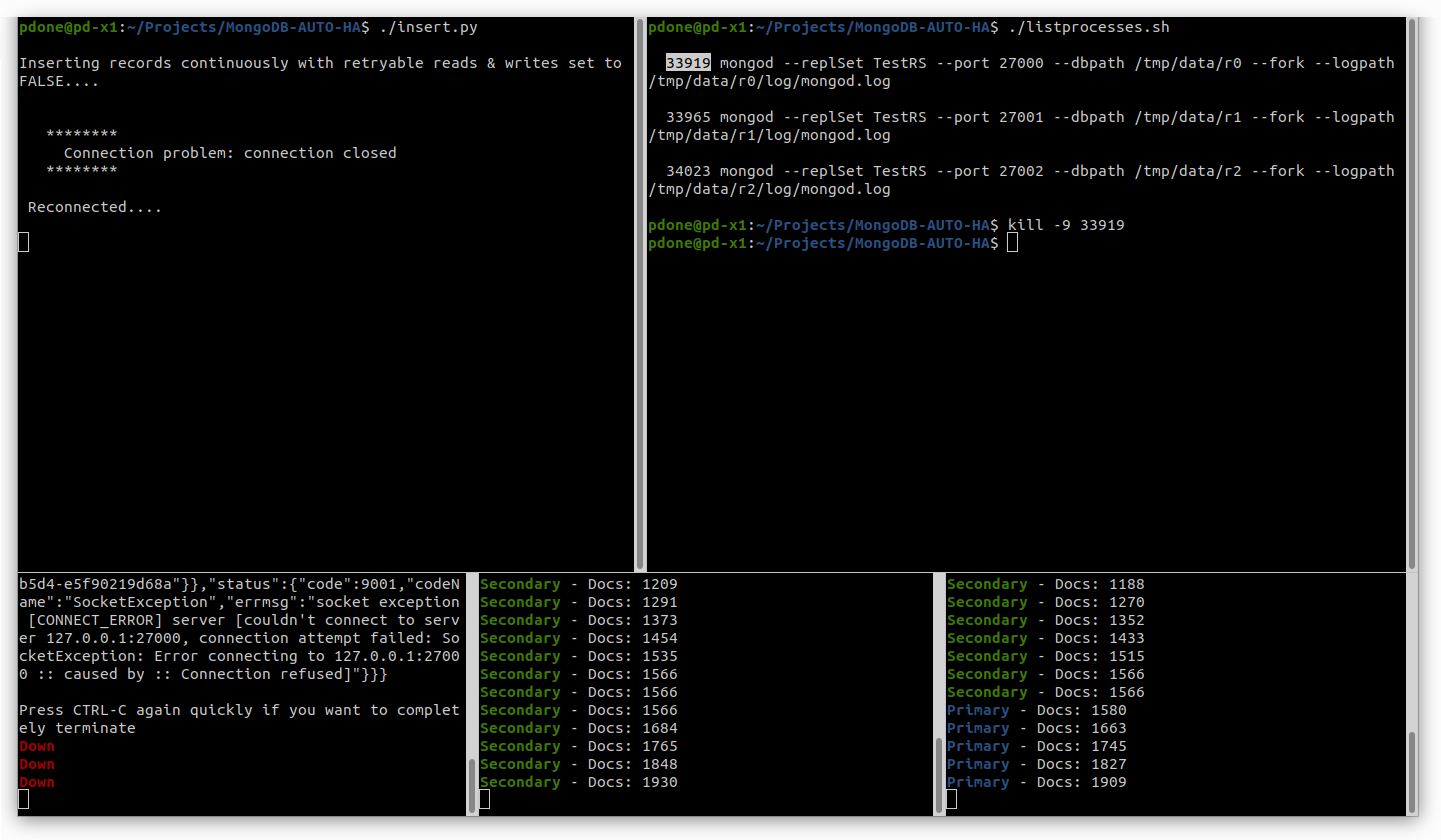 pdone@pd-x1:~/Projects/MongoDB-AUTO-HA$ ./insert.py
Inserting records continuously with retryable reads & writes set to
FALSE....
********
Connection problem: connection closed
********
Reconnected....
pdone@pd-x1:~/Projects/MongoDB-AUTO-HA$ ./listprocesses.sh
33919 mongod --replSet TestRS --port 27000 --dbpath /tmp/data/r0 --fork --logpath
/tmp/data/r0/log/mongod.log
33965 mongod --replSet TestRS --port 27001 --dbpath /tmp/data/r1 --fork --logpath
/tmp/data/r1/log/mongod.log
34023 mongod --replSet TestRS --port 27002 --dbpath /tmp/data/r2 --fork --logpath
/tmp/data/r2/log/mongod.log
pdone@pd-x1:~/Projects/MongoDB-AUTO-HA$ kill -9 33919
pdone@pd-x1:~/Projects/MongoDB-AUTO-HA$
b5d4-e5f90219d68a"}},"status":{"code":9001,"codeN
ame":"SocketException","errmsg":"socket exception
[CONNECT_ERROR] server [couldn't connect to serv
er 127.0.0.1:27000, connection attempt failed: So
cketException: Error connecting to 127.0.0.1:2700
0 :: caused by :: Connection refused]"}}}
Press CTRL-C again quickly if you want to complet
ely terminate
Down
Down
Down
Secondary - Docs: 1209
Secondary - Docs: 1291
Secondary - Docs: 1373
Secondary - Docs: 1454
Secondary - Docs: 1535
Secondary - Docs: 1566
Secondary - Docs: 1566
Secondary - Docs: 1566
Secondary - Docs: 1684
Secondary - Docs: 1765
Secondary - Docs: 1848
Secondary - Docs: 1930
Secondary - Docs: 1188
Secondary - Docs: 1270
Secondary - Docs: 1352
Secondary - Docs: 1433
Secondary - Docs: 1515
Secondary - Docs: 1566
Secondary - Docs: 1566
Primary - Docs: 1580
Primary - Docs: 1663
Primary - Docs: 1745
Primary - Docs: 1827
Primary - Docs: 1909